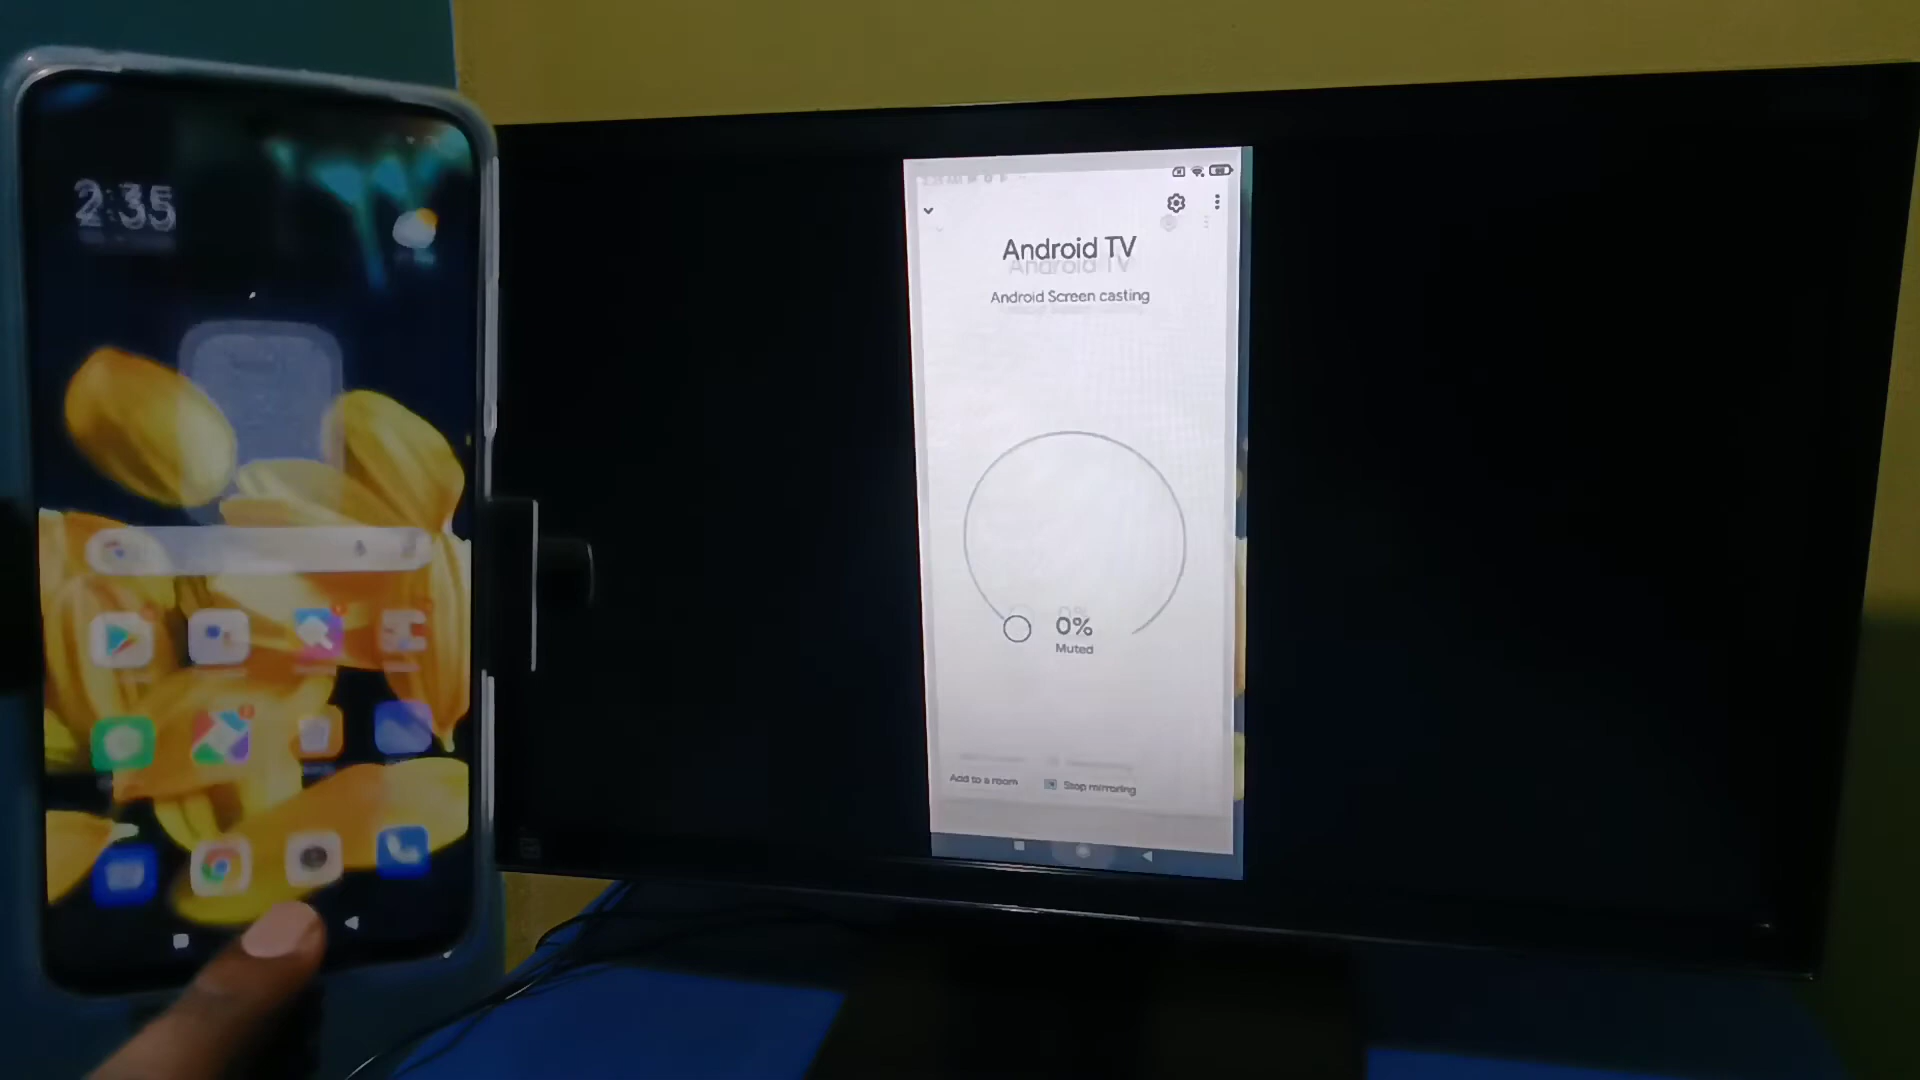 2:35
Android TV
Android Screen casting
0%
Muted
Add to a room
Stop mirroring